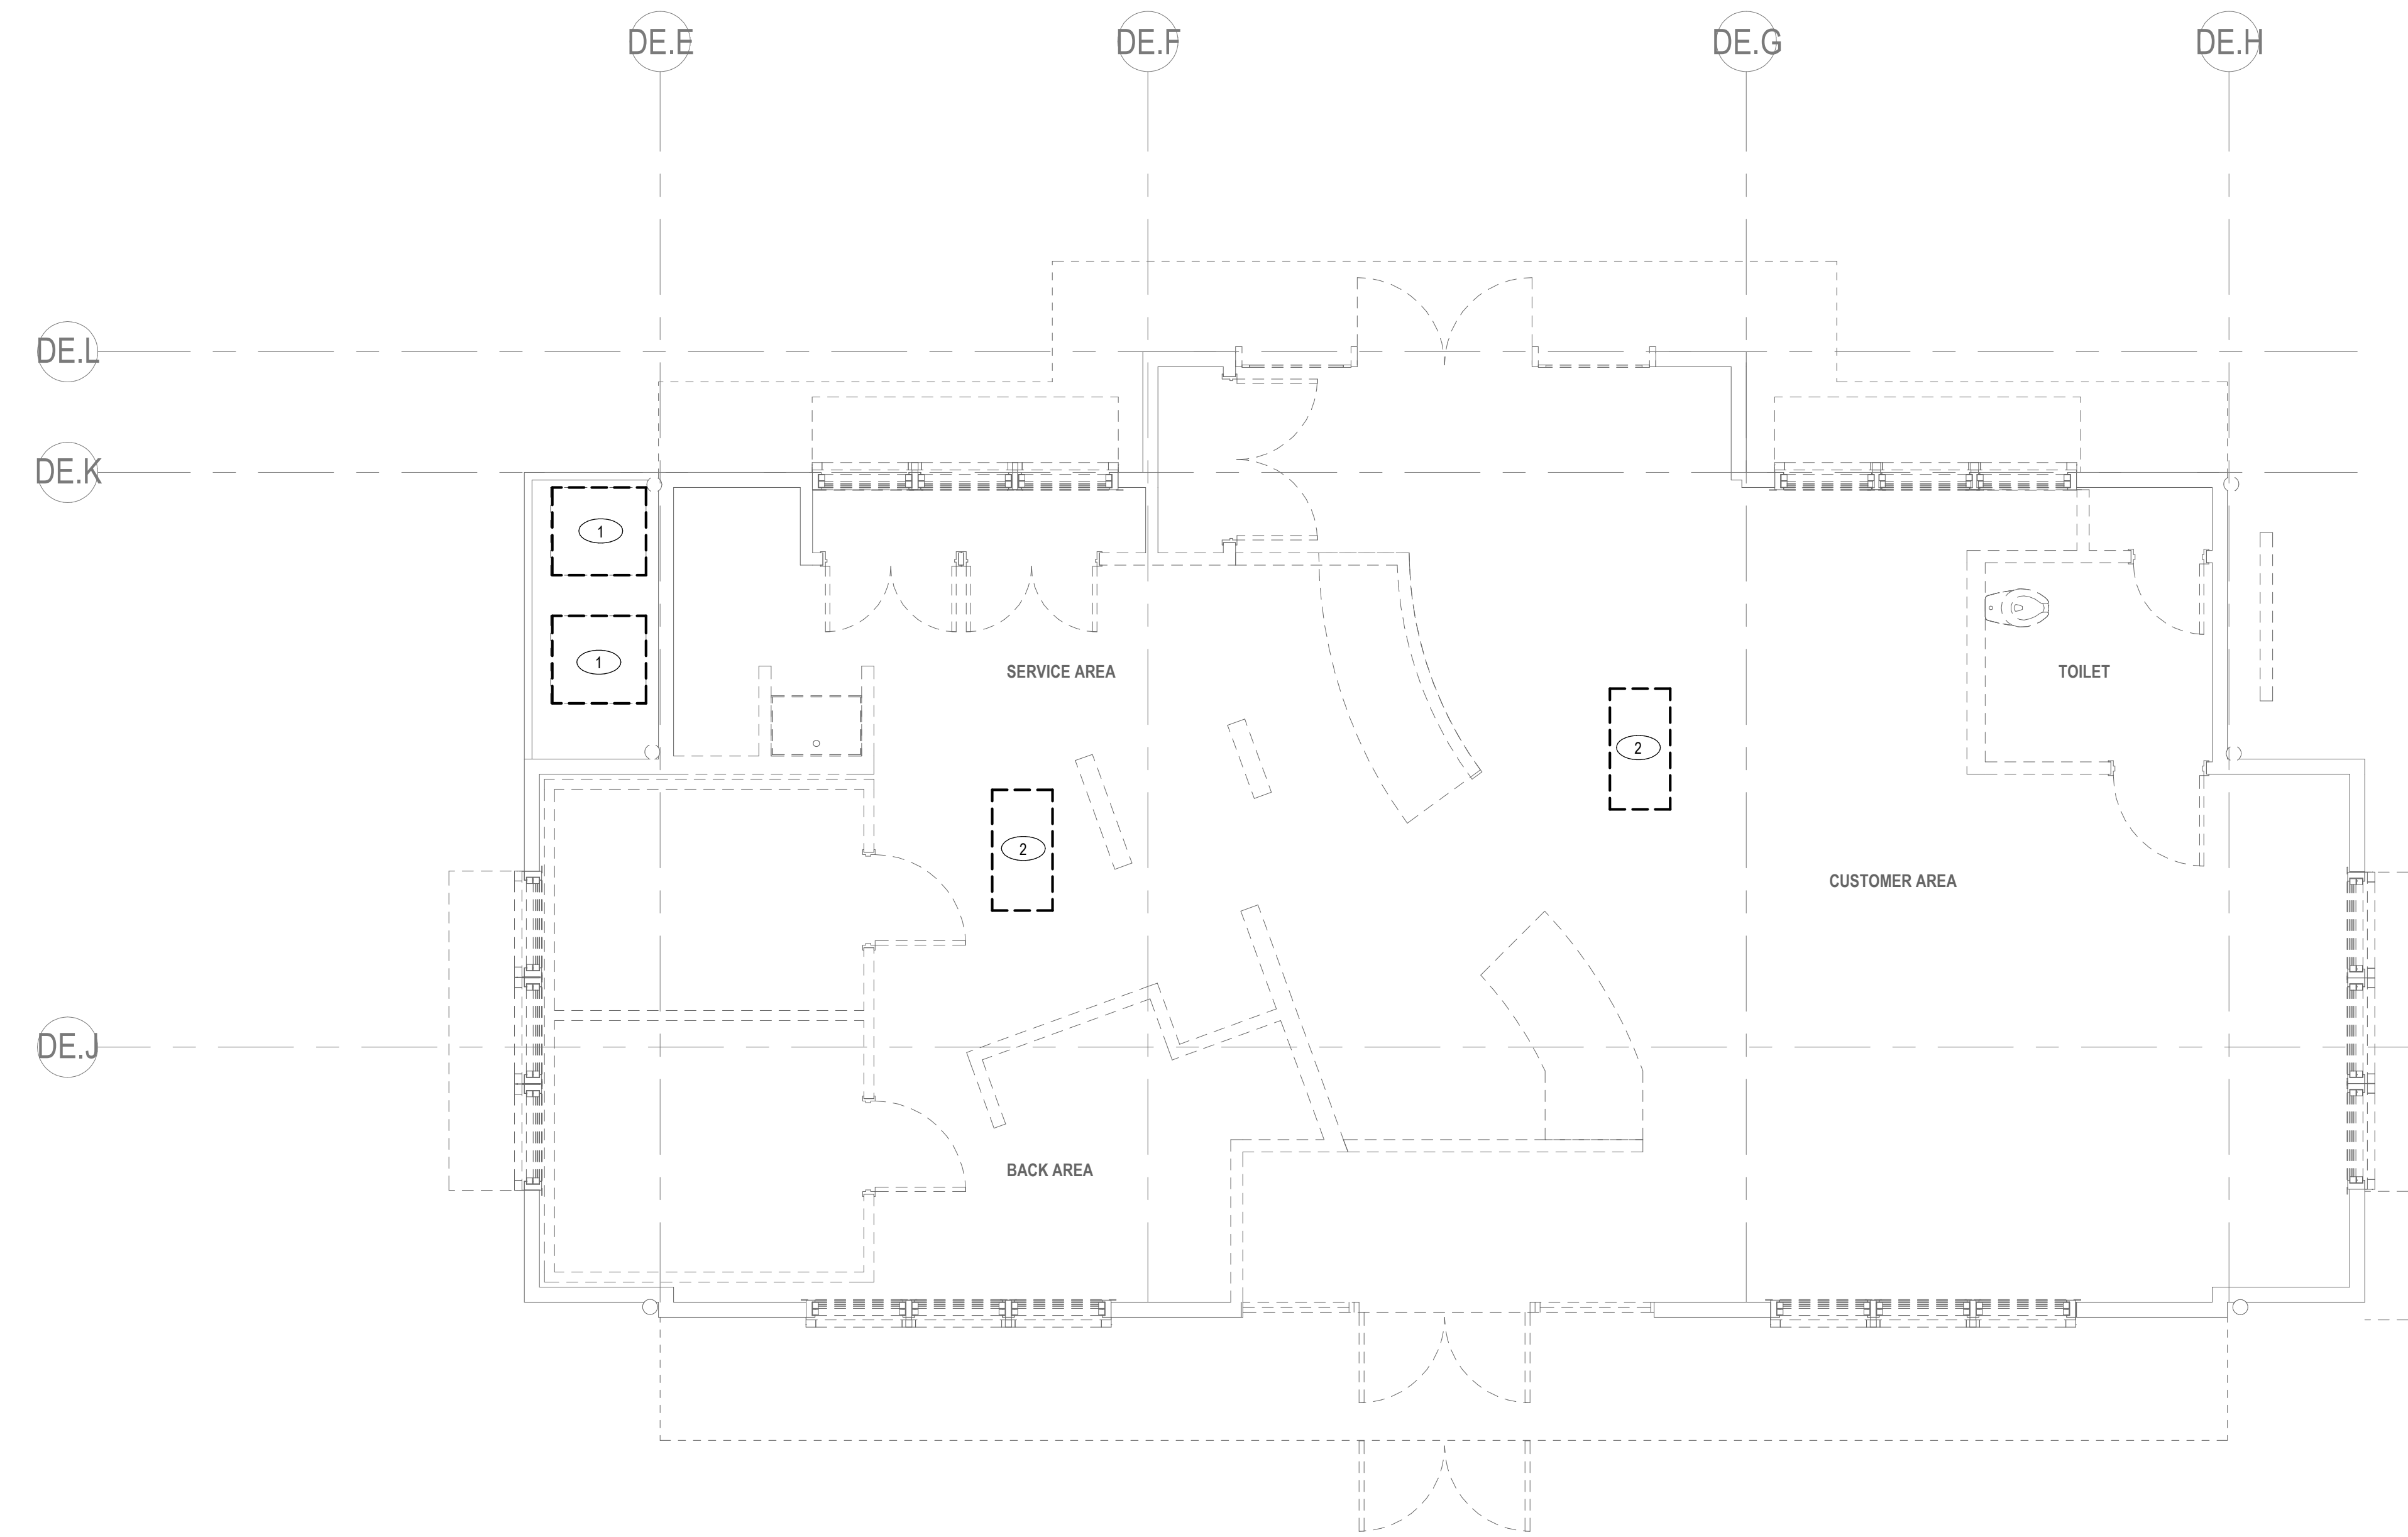 DE.E
DE.F
DE.G
DE.H
DE.L
DE.K
1
1
SERVICE AREA
TOILET
2
2
CUSTOMER AREA
DE.J
BACK AREA